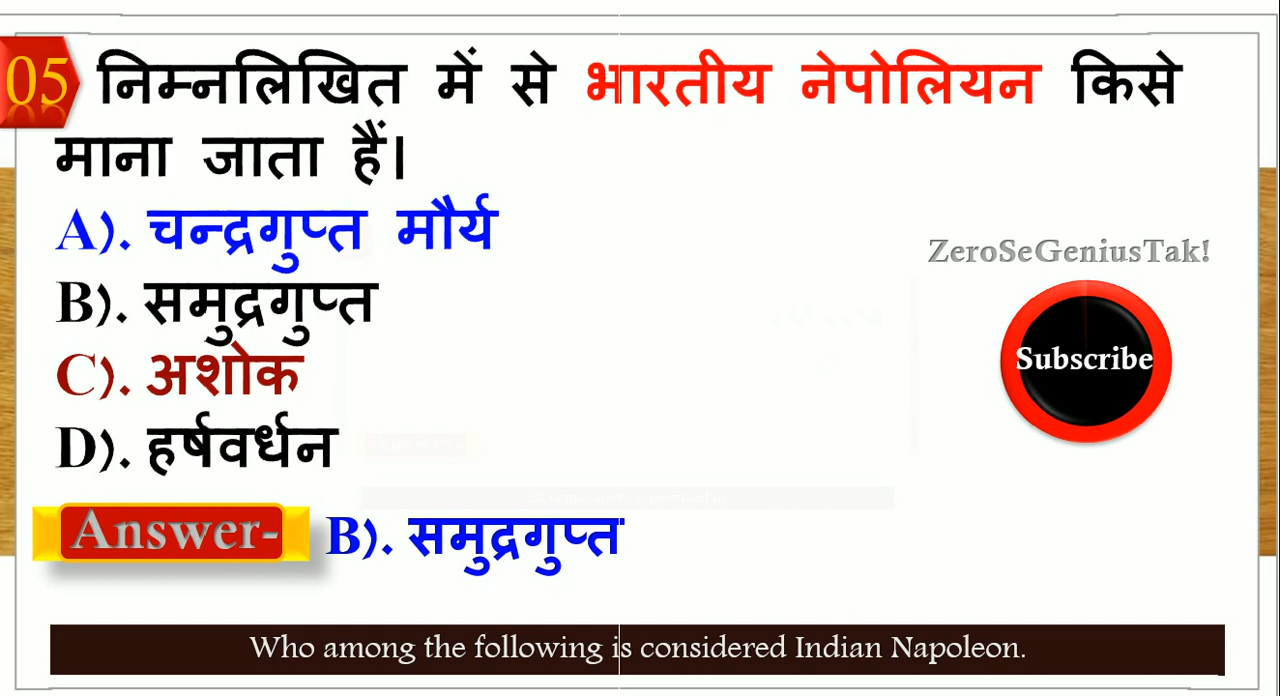 05 निम्नलिखित में से भारतीय नेपोलियन किसे
माना जाता हैं।
A). चन्द्रगुप्त मौर्य
ZeroSeGeniusTak!
B). समुद्रगुप्त
Subscribe
C). अशोक
D). हर्षवर्धन
Answer- B). समुद्रगुप्त
Who among the following is considered Indian Napoleon.